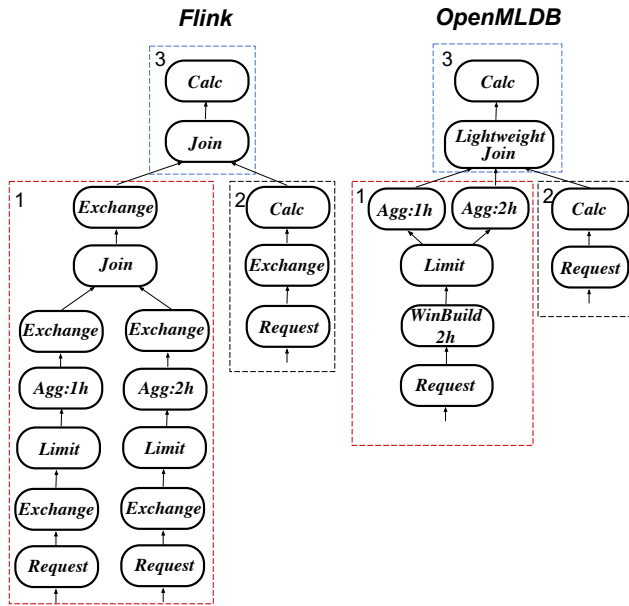 Flink
OpenMLDB
3
Calc
Join
1
Exchange
Join
Exchange
Exchange
Agg:1h
Agg:2h
Limit
Limit
Exchange
Exchange
Request
Request
2
Calc
Exchange
Request
3
Calc
Lightweight
Join
1
Agg:1h
Agg:2h
Limit
WinBuild
2h
Request
2
Calc
Request